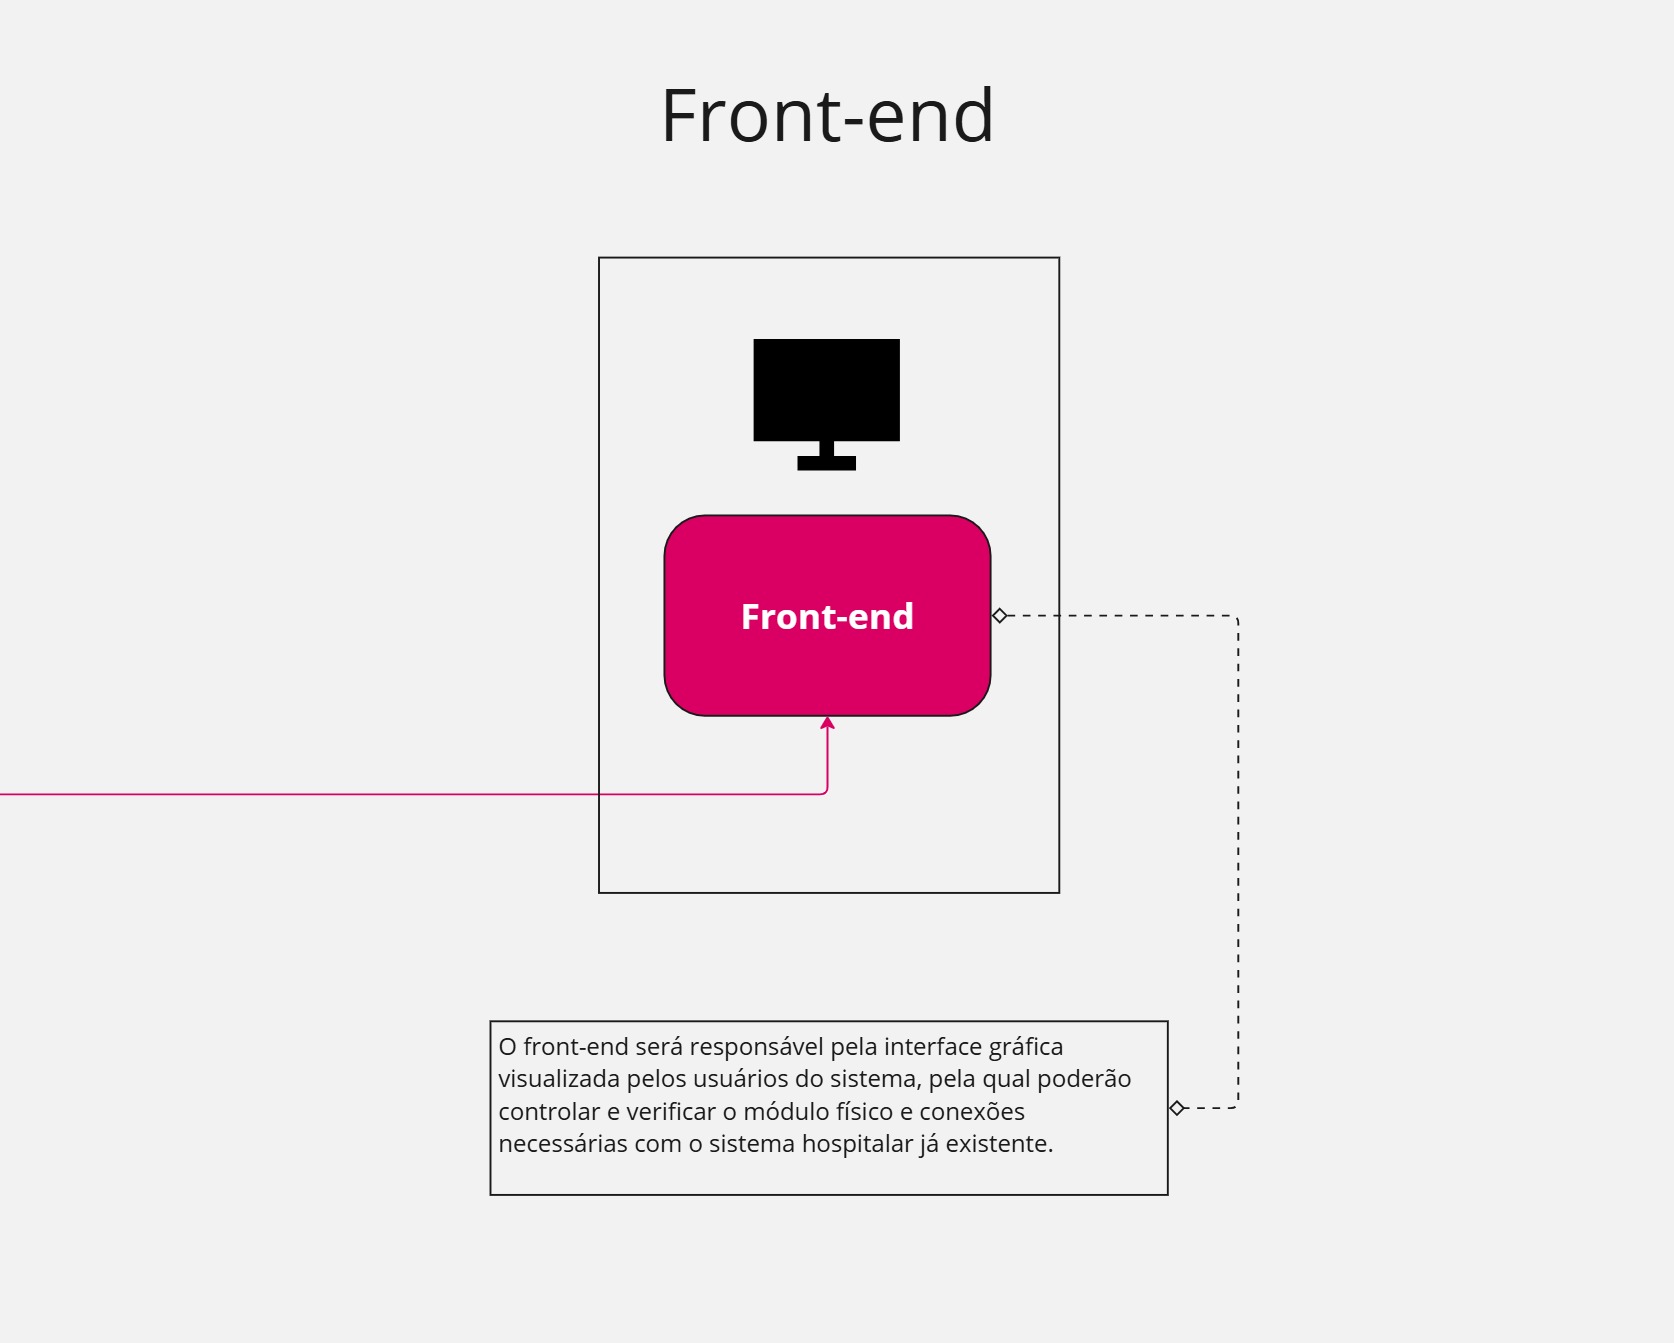 Front-end
Front-end
O front-end será responsável pela interface gráfica
visualizada pelos usuários do sistema, pela qual poderão
controlar e verificar o módulo físico e conexões
necessárias com o sistema hospitalar já existente.